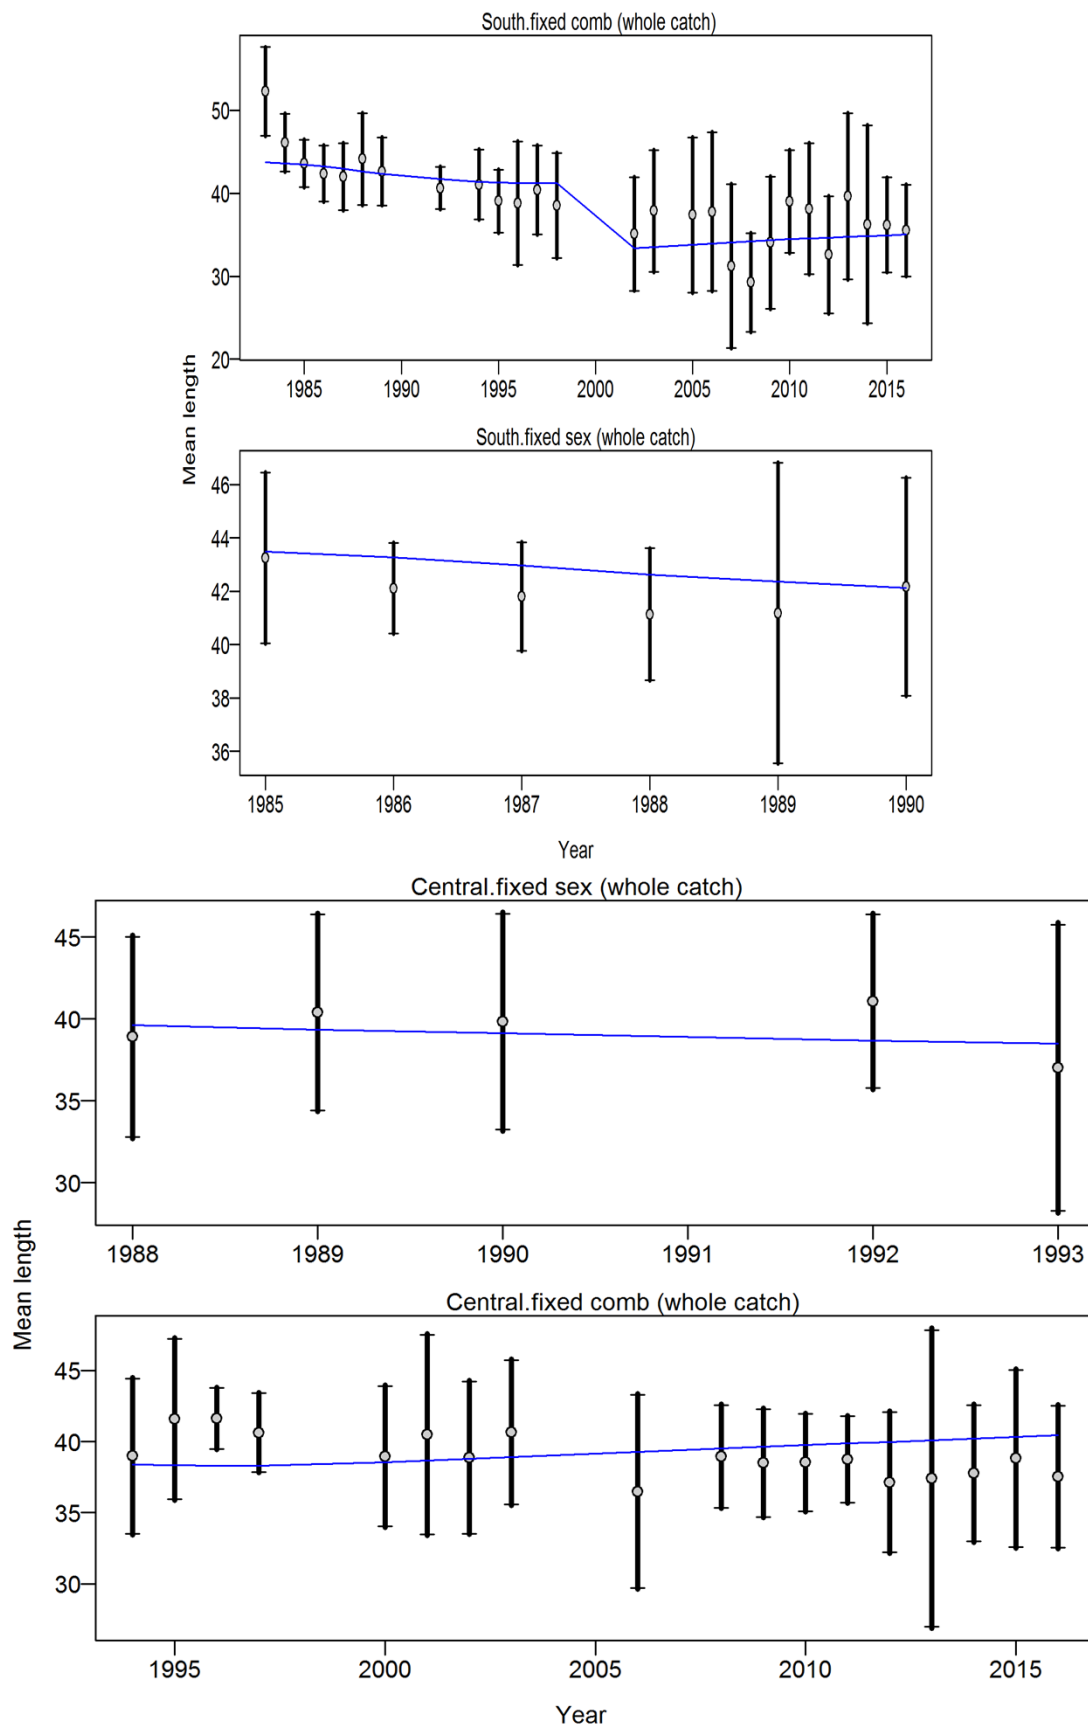 South.fixed comb (whole catch)
50
40
30
20
1985 1990 1995 2000 2005 2010 2015
Mean length
South.fixed sex (whole catch)
46
44
42
40
38
36
1985 1986 1987 1988 1989 1990
Year
Central.fixed sex (whole catch)
45
40
35
30
1988 1989 1990 1991 1992 1993
Mean length
Central.fixed comb (whole catch)
45
40
35
30
1995 2000 2005 2010 2015
Year